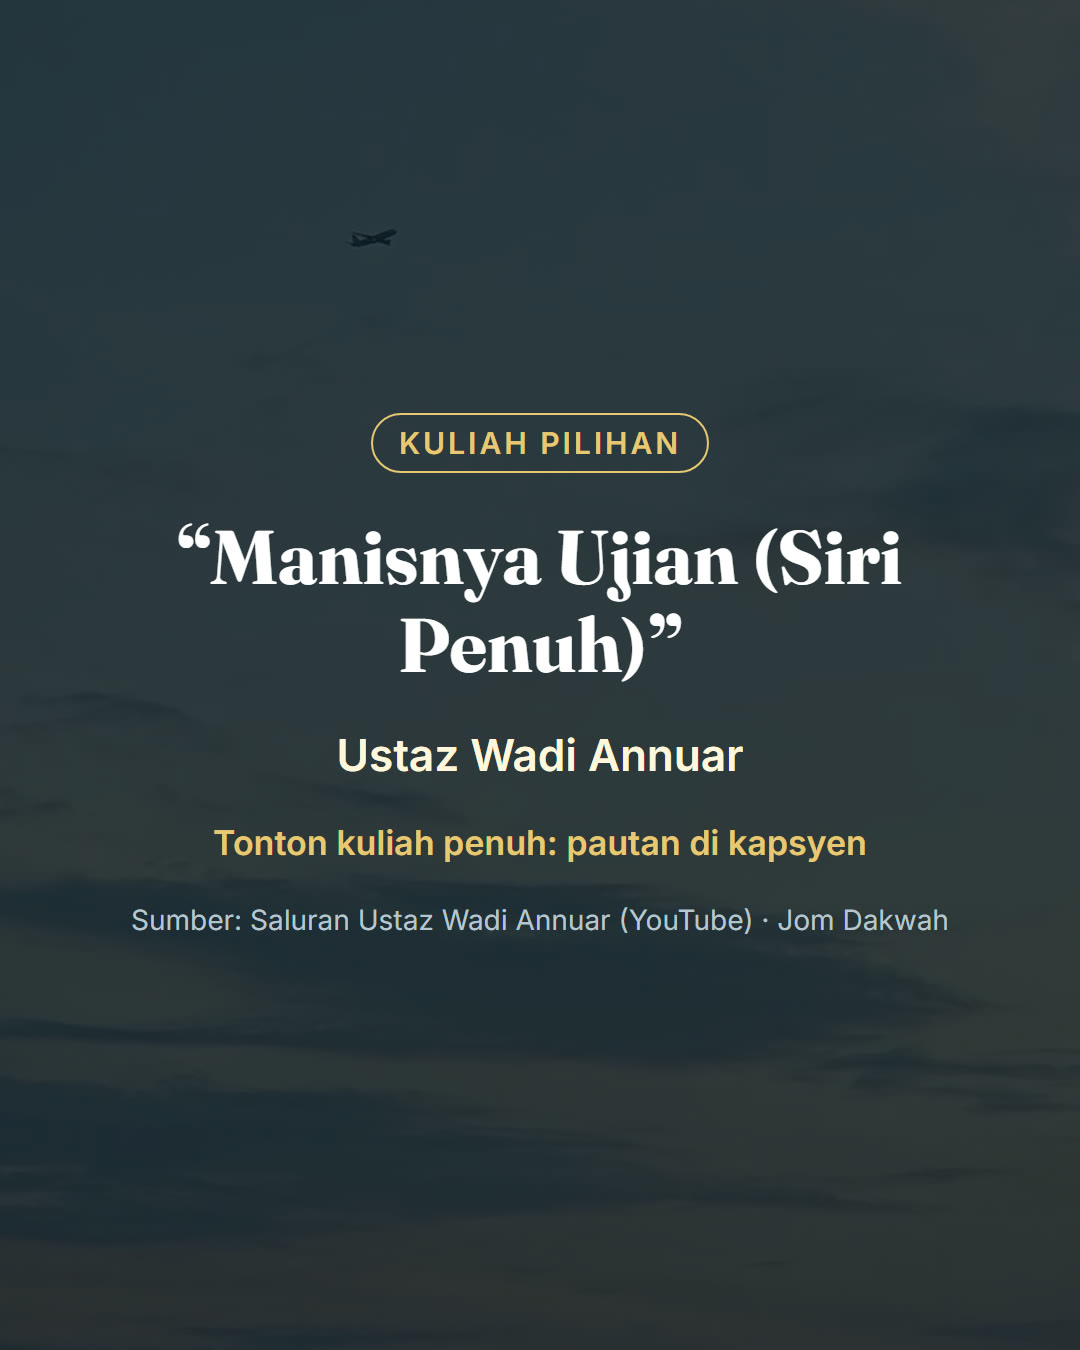 KULIAH PILIHAN
“Manisnya Ujian (Siri
Penuh)”
Ustaz Wadi Annuar
Tonton kuliah penuh: pautan di kapsyen
Sumber: Saluran Ustaz Wadi Annuar (YouTube) · Jom Dakwah